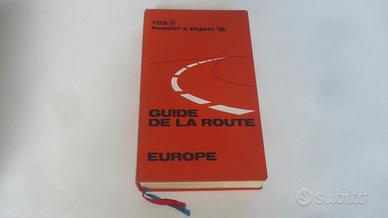 TCS
Reader's Digest
GUIDE
DE LA ROUTE
EUROPE
subito